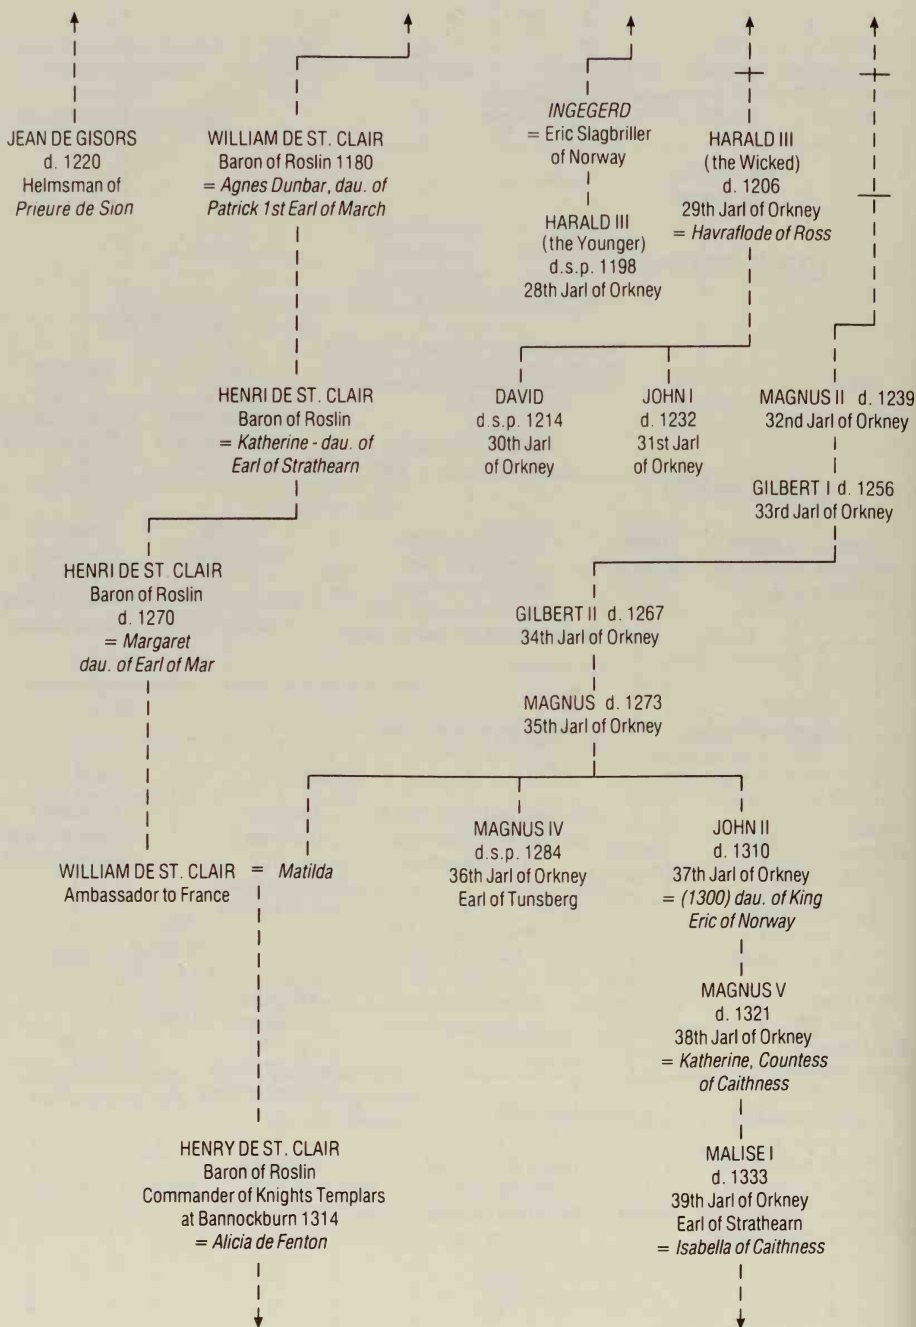 JEAN DE GISORS
d. 1220
Helmsman of
Prieuré de Sion
WILLIAM DE ST. CLAIR
Baron of Roslin 1180
= Agnes Dunbar, dau. of
Patrick 1st Earl of March
INGEGERD
= Eric Slagbriller
of Norway
HARALD III
(the Younger)
d.s.p. 1198
28th Jarl of Orkney
HARALD III
(the Wicked)
d. 1206
29th Jarl of Orkney
= Havraflode of Ross
HENRI DE ST. CLAIR
Baron of Roslin
= Katherine - dau. of
Earl of Strathearn
DAVID
d.s.p. 1214
30th Jarl
of Orkney
JOHN I
d. 1232
31st Jarl
of Orkney
MAGNUS II d. 1239
32nd Jarl of Orkney
GILBERT I d. 1256
33rd Jarl of Orkney
HENRI DE ST. CLAIR
Baron of Roslin
d. 1270
= Margaret
dau. of Earl of Mar
GILBERT II d. 1267
34th Jarl of Orkney
MAGNUS d. 1273
35th Jarl of Orkney
WILLIAM DE ST. CLAIR = Matilda
Ambassador to France
MAGNUS IV
d.s.p. 1284
36th Jarl of Orkney
Earl of Tunsberg
JOHN II
d. 1310
37th Jarl of Orkney
= (1300) dau. of King
Eric of Norway
MAGNUS V
d. 1321
38th Jarl of Orkney
= Katherine, Countess
of Caithness
HENRY DE ST. CLAIR
Baron of Roslin
Commander of Knights Templars
at Bannockburn 1314
= Alicia de Fenton
MALISE I
d. 1333
39th Jarl of Orkney
Earl of Strathearn
= Isabella of Caithness